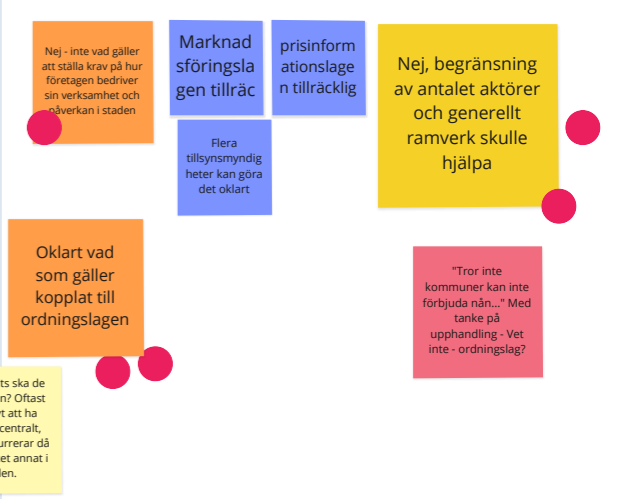 Nej - inte vad gäller
att ställa krav på hur
företagen bedriver
sin verksamhet och
påverkan i staden
Marknad
sföringsla
gen tillräc
prisinform
ationslage
n tillräcklig
Flera
tillsynsmyndig
heter kan göra
det oklart
Nej, begränsning
av antalet aktörer
och generellt
ramverk skulle
hjälpa
Oklart vad
som gäller
kopplat till
ordningslagen
"Tror inte
kommuner kan inte
förbjuda nån..." Med
tanke på
upphandling - Vet
inte - ordningslag?
ts ska de
n? Oftast
t att ha
centralt,
urrerar då
et annat i
len.